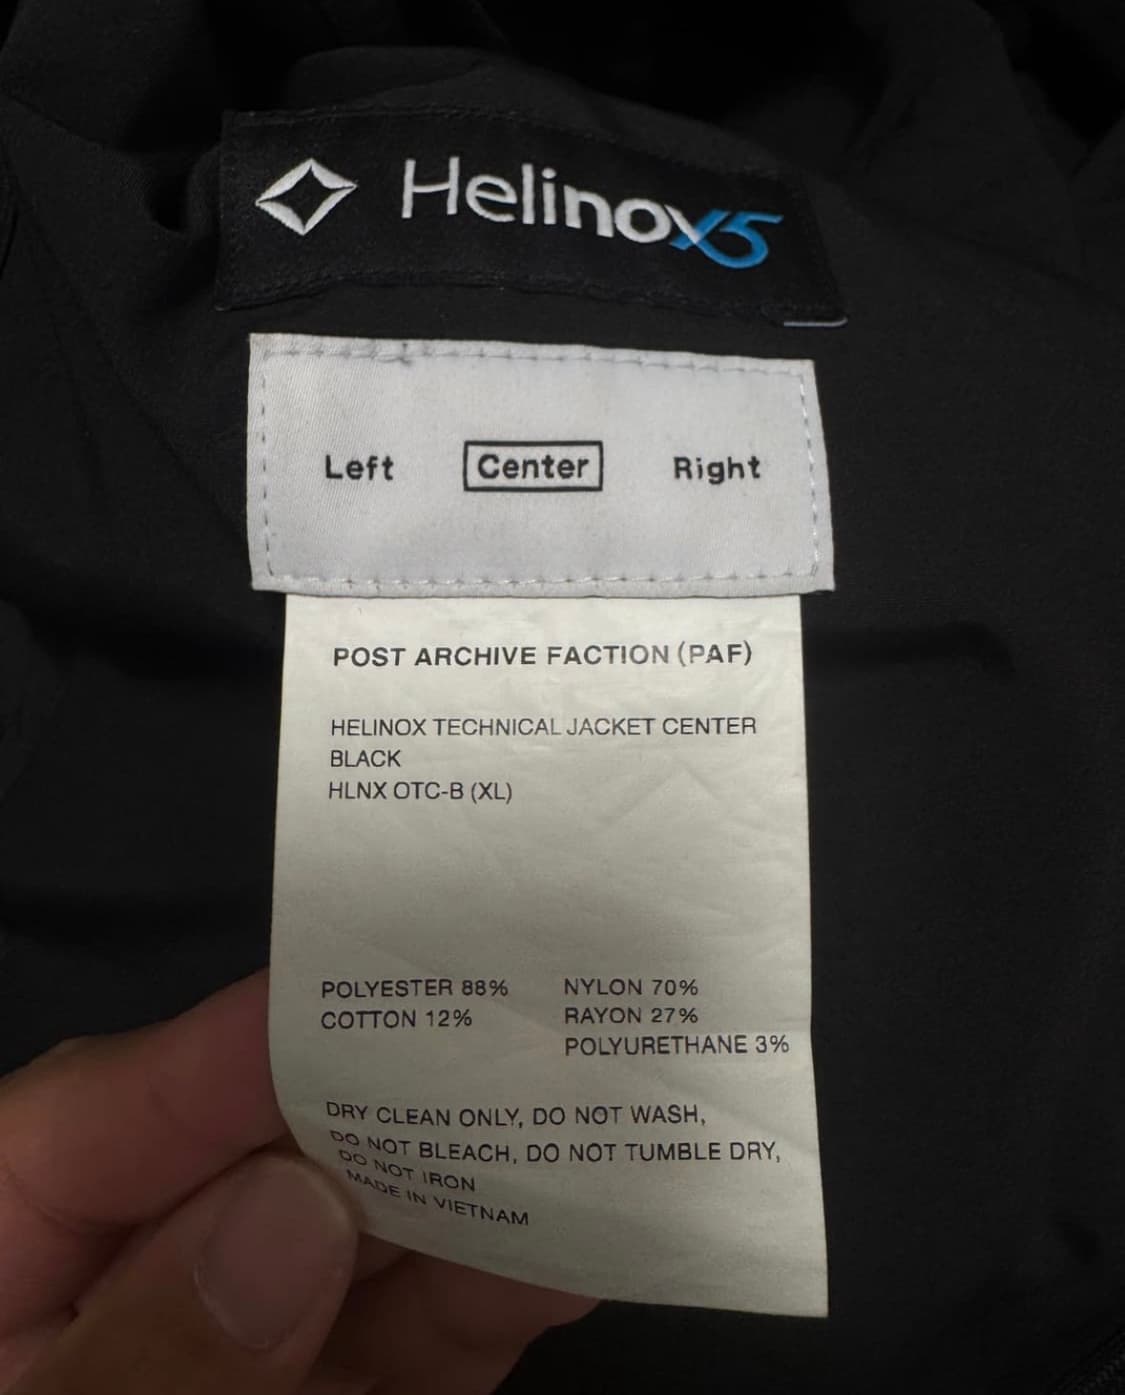 Helinox5
Left Center Right
POST ARCHIVE FACTION (PAF)
HELINOX TECHNICAL JACKET CENTER
BLACK
HLNX OTC-B (XL)
POLYESTER 88% NYLON 70%
COTTON 12% RAYON 27%
POLYURETHANE 3%
DRY CLEAN ONLY, DO NOT WASH,
DO NOT BLEACH, DO NOT TUMBLE DRY,
DO NOT IRON
MADE IN VIETNAM